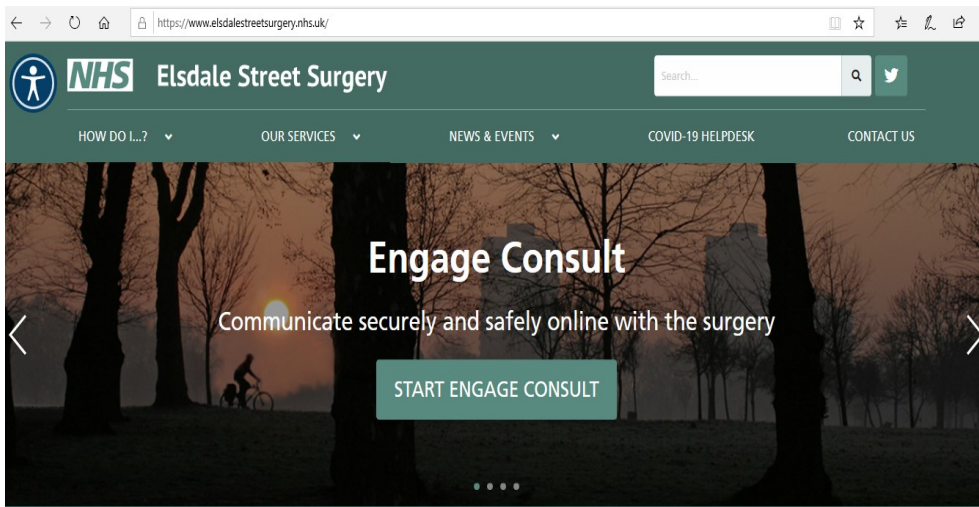 https://www.elsdalestreetsurgery.nhs.uk/
NHS Elsdale Street Surgery
Search...
HOW DO I...? OUR SERVICES NEWS & EVENTS COVID-19 HELPDESK CONTACT US
Engage Consult
Communicate securely and safely online with the surgery
START ENGAGE CONSULT